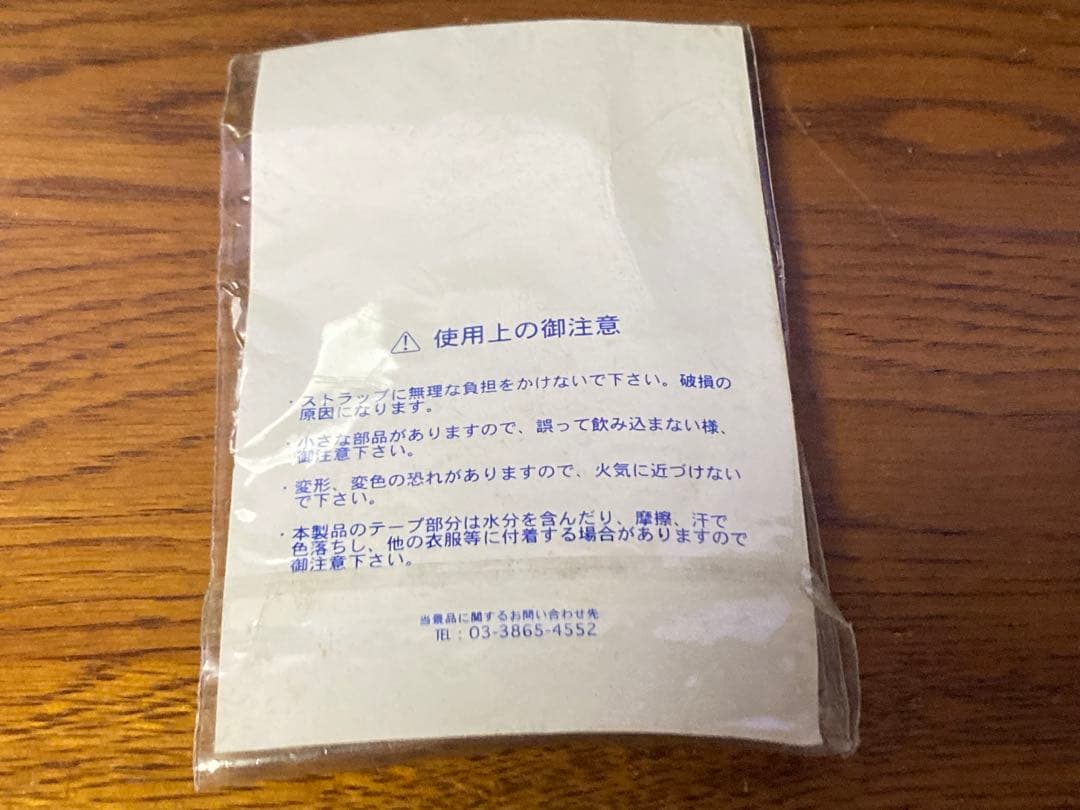 ⚠ 使用上の御注意
・ストラップに無理な負担をかけないで下さい。破損の
原因になります。
・小さな部品がありますので、誤って飲み込まない様、
御注意下さい。
・変形、変色の恐れがありますので、火気に近づけない
で下さい。
・本製品のテープ部分は水分を含んだり、摩擦、汗で
色落ちし、他の衣服等に付着する場合がありますので
御注意下さい。
当景品に関するお問い合わせ先
TEL：03-3865-4552